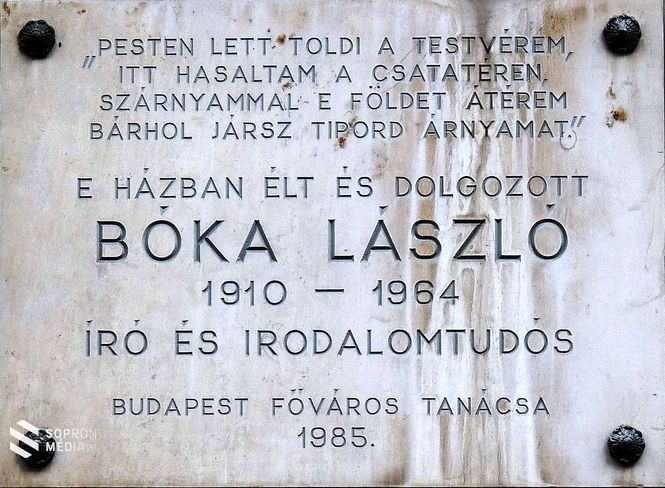 „PESTEN LETT TOLDI A TESTVÉREM,
ITT HASALTAM A CSATATÉREN,
SZÁRNYAMMAL E FÖLDET ÁTÉREM
BÁRHOL JÁRSZ TIPORD ÁRNYAMAT.”
E HÁZBAN ÉLT ÉS DOLGOZOTT
BÓKA LÁSZLÓ
1910 – 1964
ÍRÓ ÉS IRODALOMTUDÓS
BUDAPEST FŐVÁROS TANÁCSA
1985.
SOPRON
MÉDIA